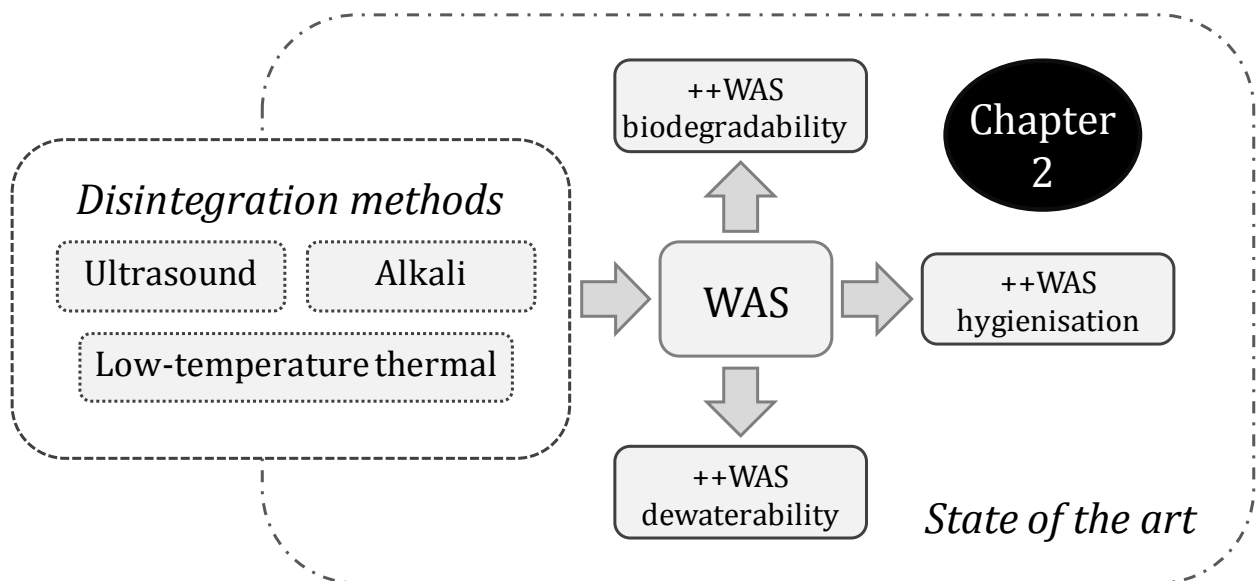 Disintegration methods
Ultrasound
Alkali
Low-temperature thermal
WAS
++WAS
biodegradability
++WAS
hygienisation
++WAS
dewaterability
Chapter
2
State of the art